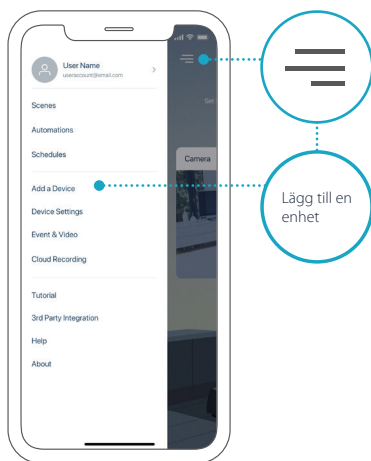 User Name
useraccount@email.com
Scenes
Automations
Schedules
Add a Device
Device Settings
Event & Video
Cloud Recording
Tutorial
3rd Party Integration
Help
About
Set
Camera
Lägg till en
enhet